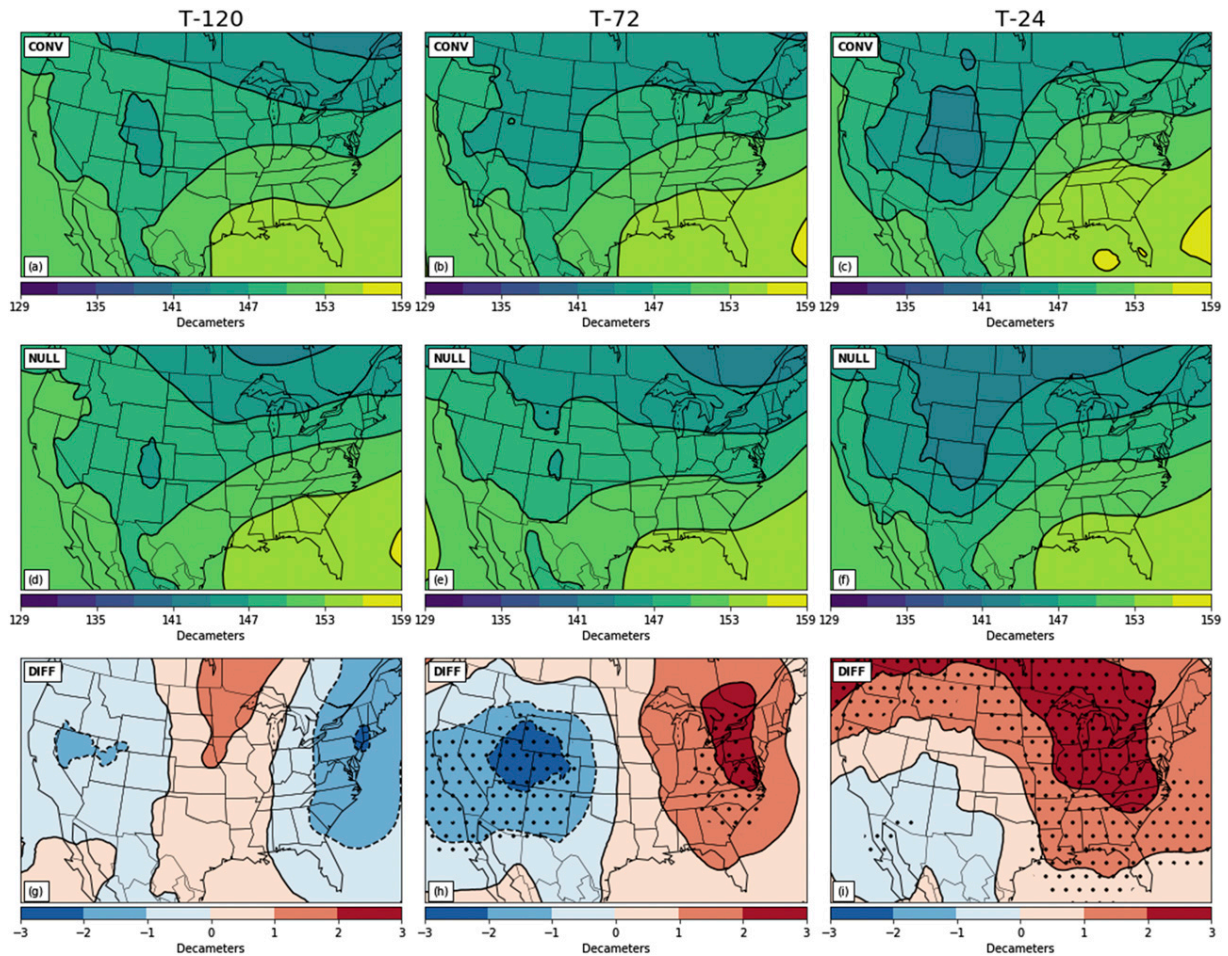 T-120 T-72 T-24
CONV CONV CONV
(a) (b) (c)
129 135 141 147 153 159 129 135 141 147 153 159 129 135 141 147 153 159
Decameters Decameters Decameters
NULL NULL NULL
(d) (e) (f)
129 135 141 147 153 159 129 135 141 147 153 159 129 135 141 147 153 159
Decameters Decameters Decameters
DIFF DIFF DIFF
(g) (h) (i)
−3 −2 −1 0 1 2 3 −3 −2 −1 0 1 2 3 −3 −2 −1 0 1 2 3
Decameters Decameters Decameters